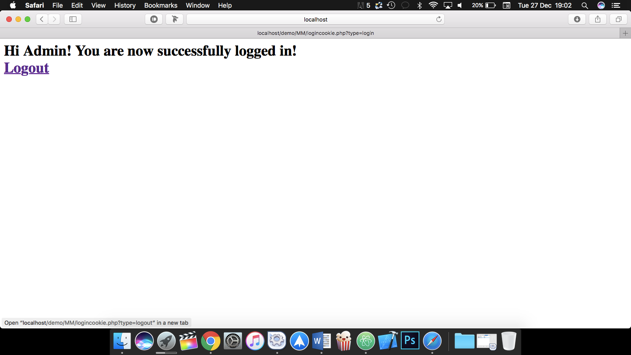 Safari File Edit View History Bookmarks Window Help 5 20% Tue 27 Dec 19:02
localhost
localhost/demo/MM/logincookie.php?type=login
Hi Admin! You are now successfully logged in!
Logout
Open "localhost/demo/MM/logincookie.php?type=logout" in a new tab
W Ps